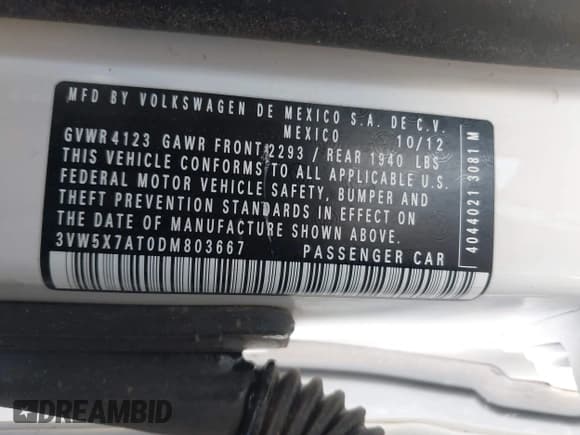 MFD BY VOLKSWAGEN DE MEXICO S.A. DE C.V.
MEXICO 10/12
GVWR 4123 GAWR FRONT 2293 / REAR 1940 LBS
THIS VEHICLE CONFORMS TO ALL APPLICABLE U.S.
FEDERAL MOTOR VEHICLE SAFETY, BUMPER AND
THEFT PREVENTION STANDARDS IN EFFECT ON
THE DATE OF MANUFACTURE SHOWN ABOVE.
3VW5X7AT0DM803667 PASSENGER CAR
4044021 3081 M
DREAMBID